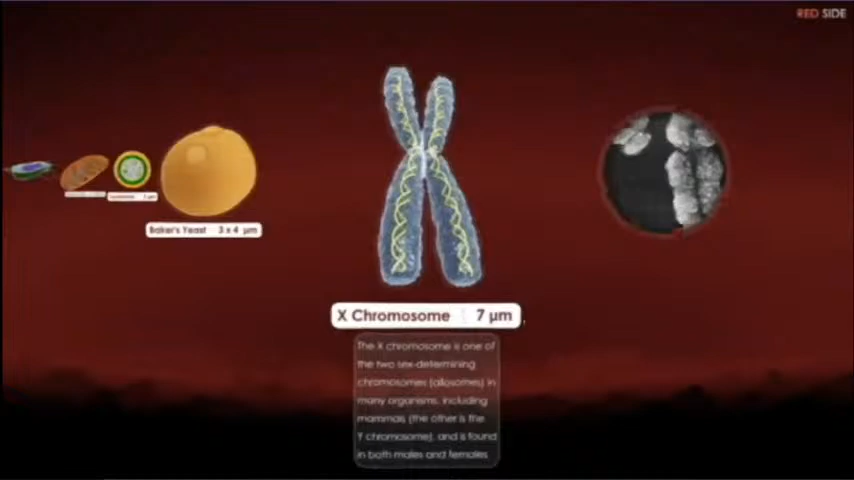 RED SIDE
Baker's Yeast 3 x 4 µm
X Chromosome 7 µm
The X chromosome is one of
the two sex-determining
chromosomes (allosomes) in
many organisms, including
mammals (the other is the
Y chromosome), and is found
in both males and females